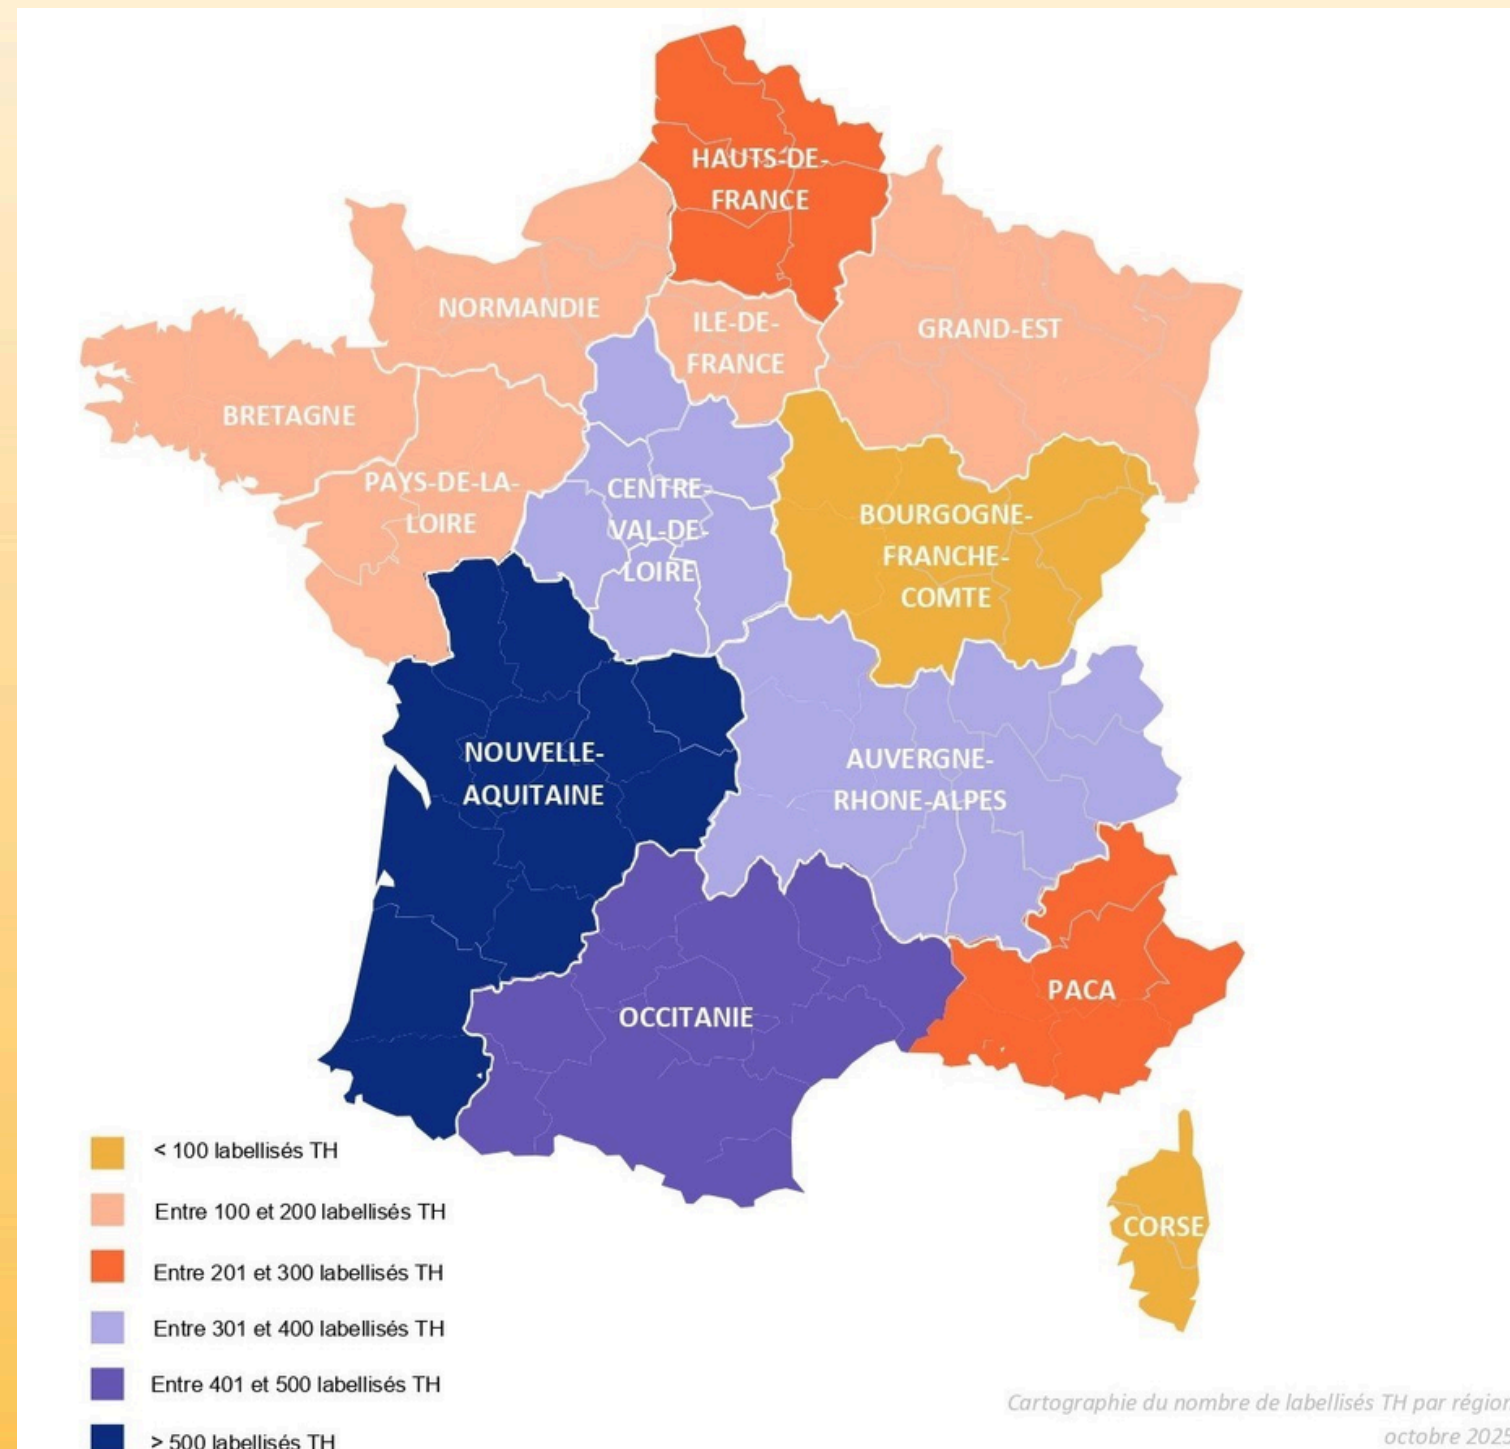 HAUTS-DE-
FRANCE
NORMANDIE
ILE-DE-
FRANCE
GRAND-EST
BRETAGNE
PAYS-DE-LA-
LOIRE
CENTRE-
VAL-DE-
LOIRE
BOURGOGNE-
FRANCHE-
COMTE
NOUVELLE-
AQUITAINE
AUVERGNE-
RHONE-ALPES
OCCITANIE
PACA
CORSE
< 100 labellisés TH
Entre 100 et 200 labellisés TH
Entre 201 et 300 labellisés TH
Entre 301 et 400 labellisés TH
Entre 401 et 500 labellisés TH
> 500 labellisés TH
Cartographie du nombre de labellisés TH par région
octobre 2025